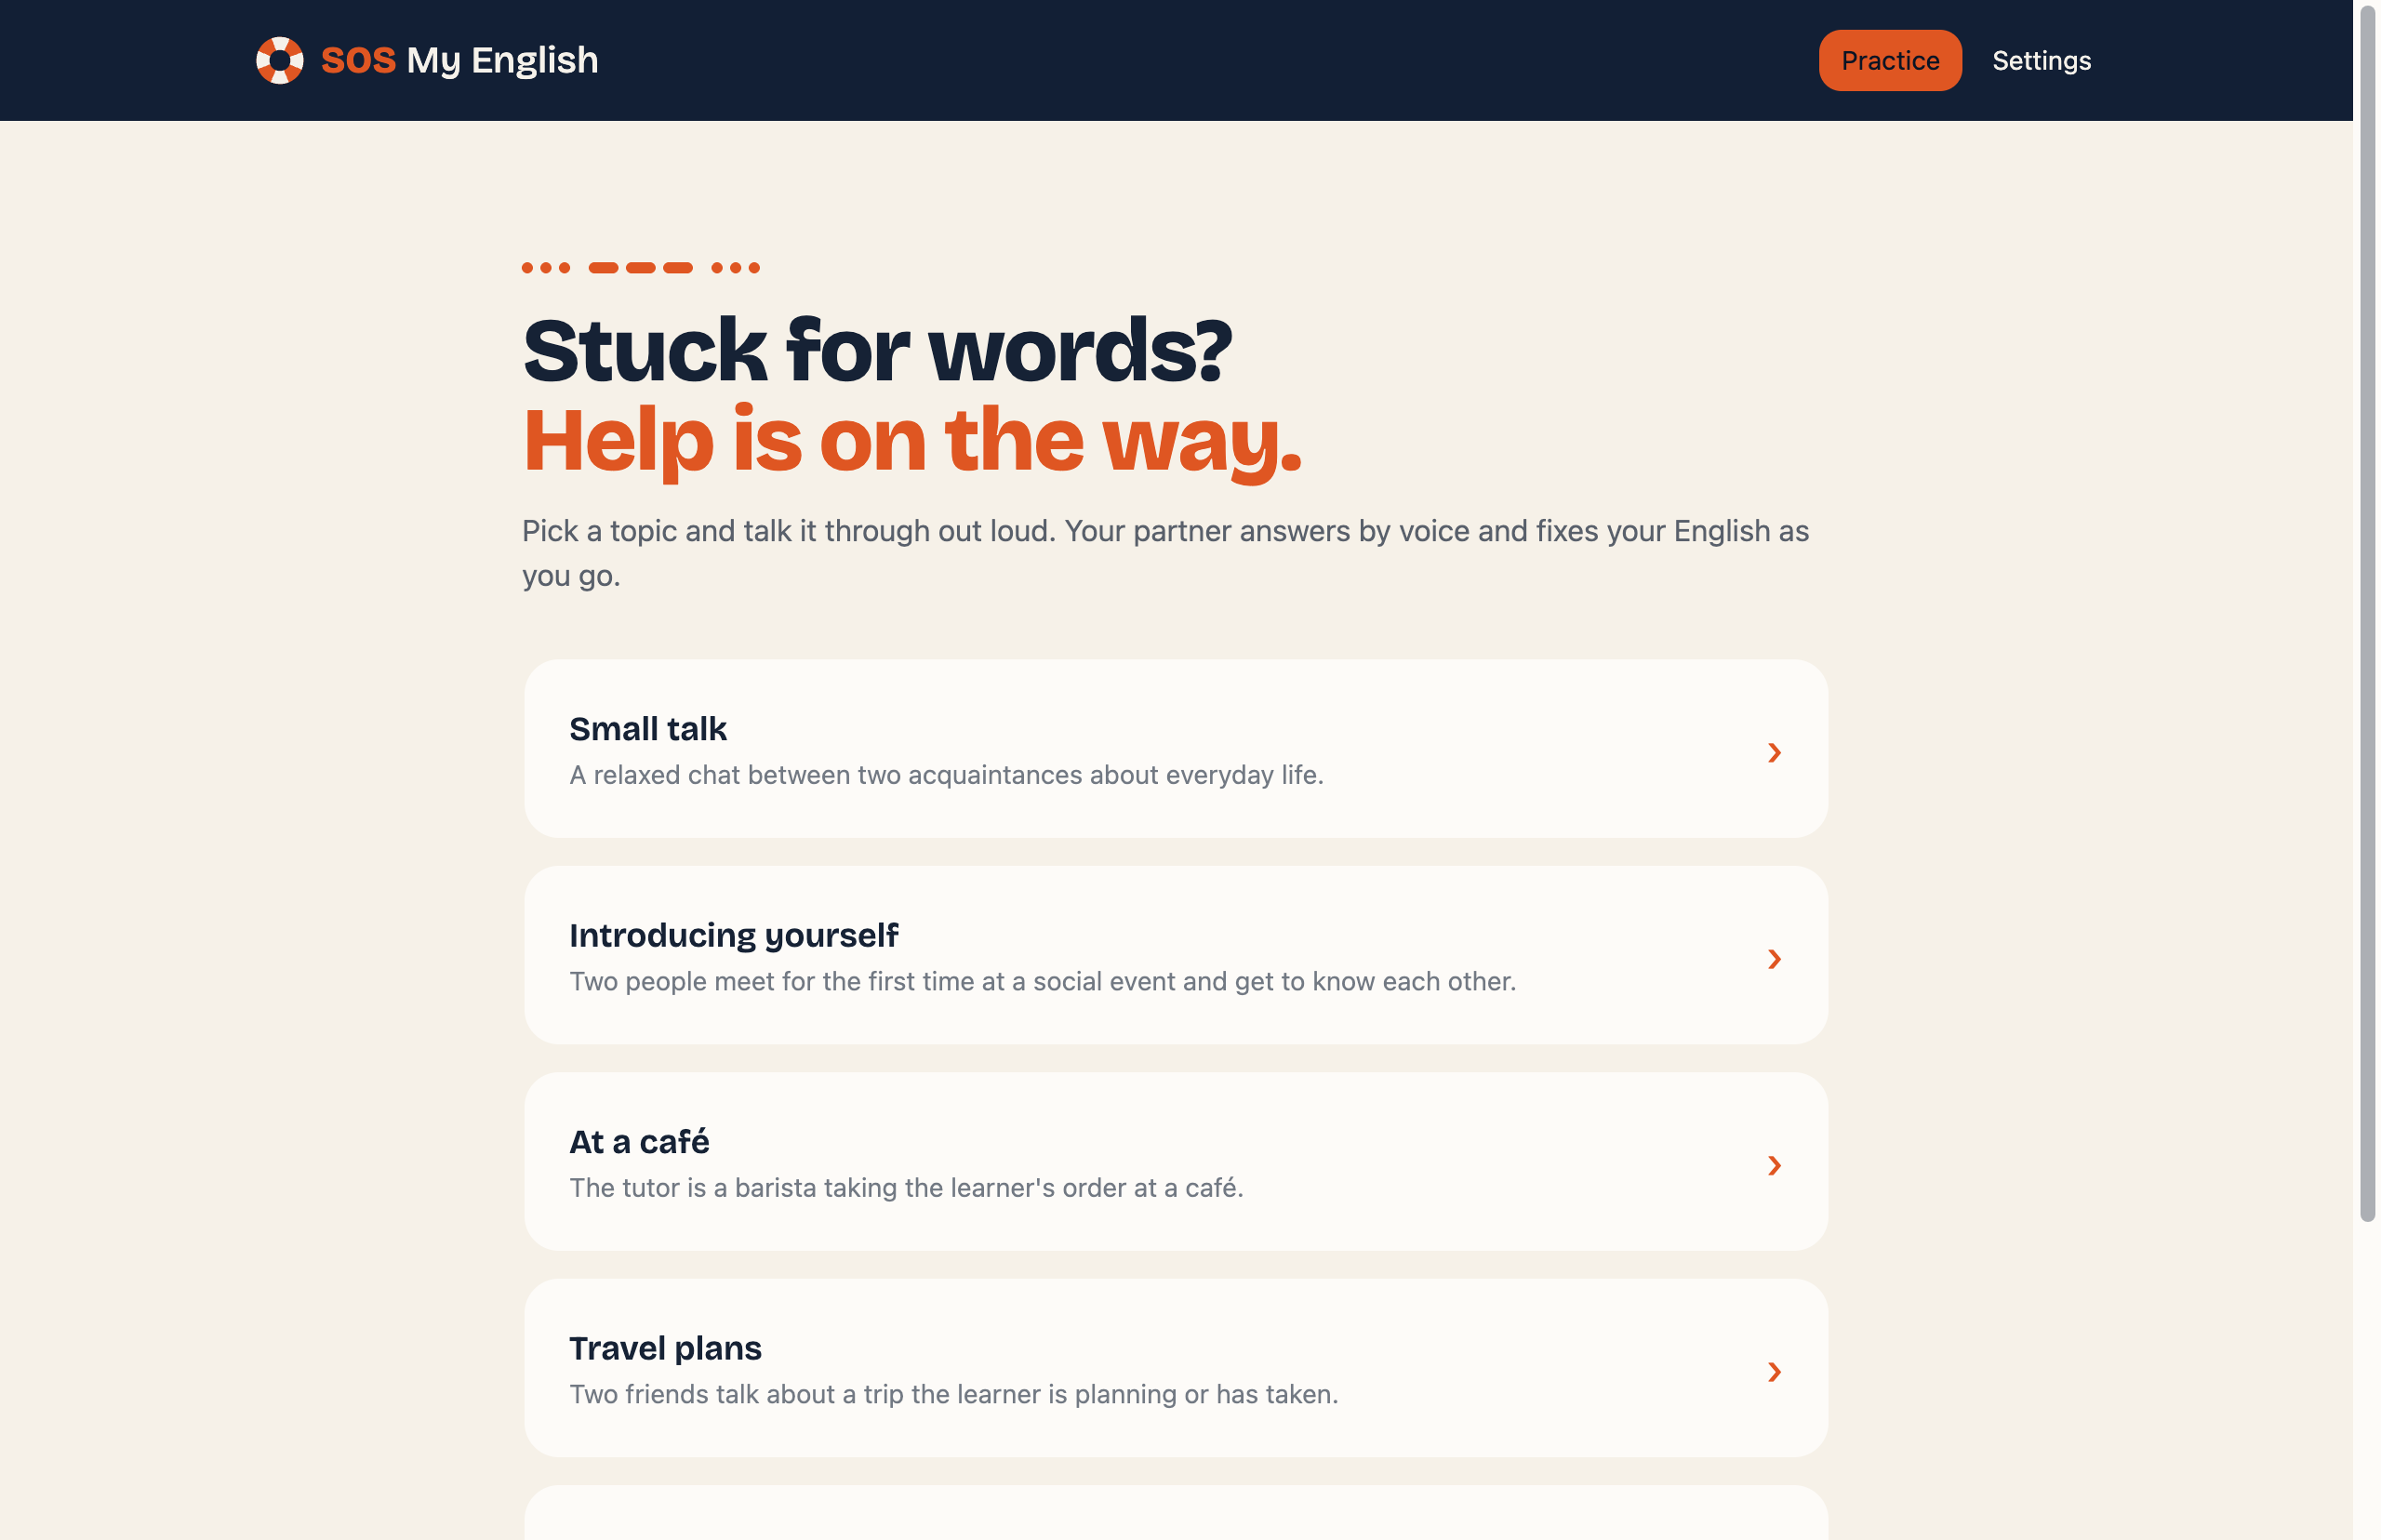 SOS My English
Practice
Settings
Stuck for words?
Help is on the way.
Pick a topic and talk it through out loud. Your partner answers by voice and fixes your English as
you go.
Small talk
A relaxed chat between two acquaintances about everyday life.
Introducing yourself
Two people meet for the first time at a social event and get to know each other.
At a café
The tutor is a barista taking the learner's order at a café.
Travel plans
Two friends talk about a trip the learner is planning or has taken.